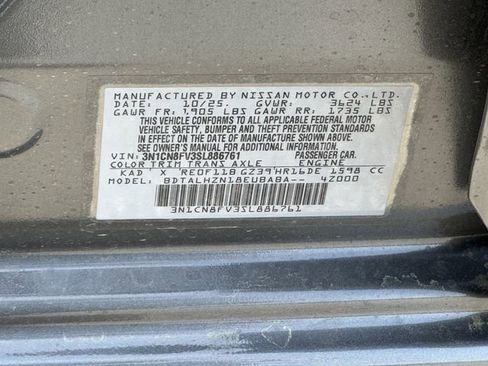 MANUFACTURED BY NISSAN MOTOR CO.,LTD.
DATE: 10/25. GVWR: 3624 LBS
GAWR FR: 1905 LBS GAWR RR: 1735 LBS
THIS VEHICLE CONFORMS TO ALL APPLICABLE FEDERAL MOTOR
VEHICLE SAFETY, BUMPER AND THEFT PREVENTION STANDARDS
IN EFFECT ON THE DATE OF MANUFACTURE SHOWN ABOVE.
SEE OWNER'S MANUAL FOR ADDITIONAL INFORMATION
VIN: 3N1CN8FV3SL886761 PASSENGER CAR.
COLOR TRIM TRANS AXLE ENGINE
KAD X RE0F11B GZ39 HR16DE 1598 CC
MODEL: BDTALHZN18EUBABA-- 4Z000
3N1CN8FV3SL886761